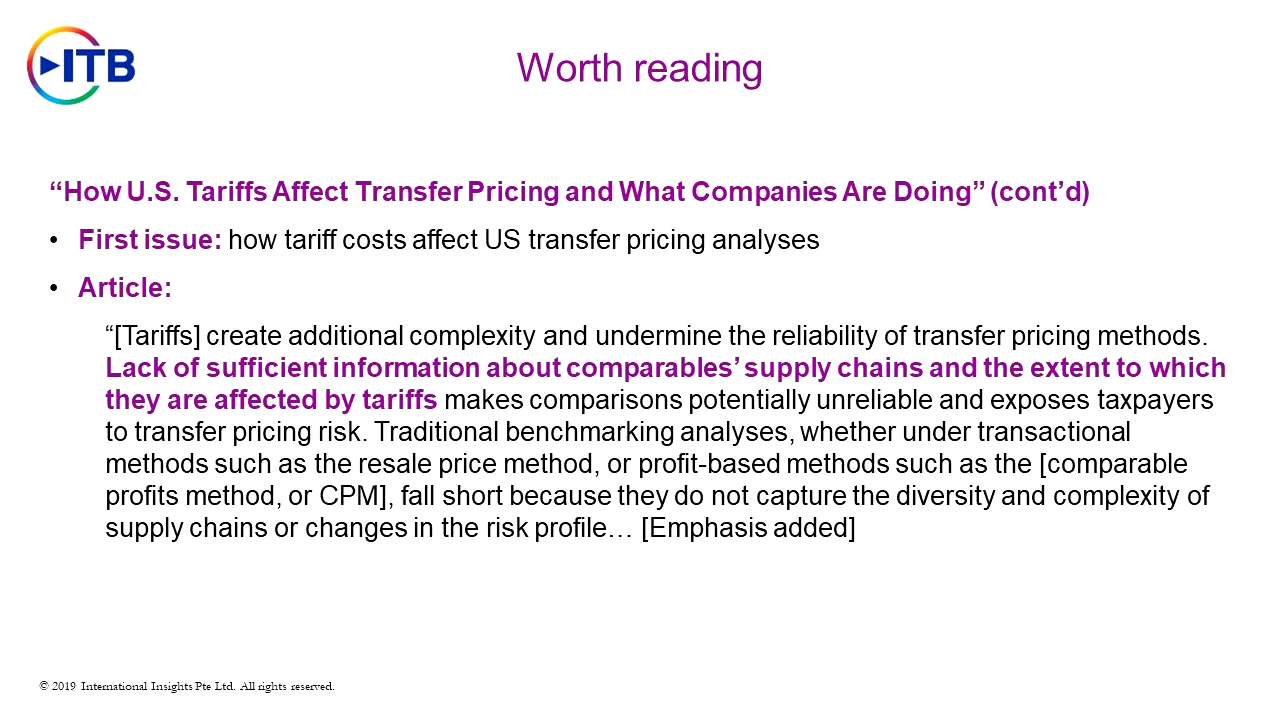 ITB
Worth reading
“How U.S. Tariffs Affect Transfer Pricing and What Companies Are Doing” (cont’d)
• First issue: how tariff costs affect US transfer pricing analyses
• Article:
“[Tariffs] create additional complexity and undermine the reliability of transfer pricing methods.
Lack of sufficient information about comparables’ supply chains and the extent to which
they are affected by tariffs makes comparisons potentially unreliable and exposes taxpayers
to transfer pricing risk. Traditional benchmarking analyses, whether under transactional
methods such as the resale price method, or profit-based methods such as the [comparable
profits method, or CPM], fall short because they do not capture the diversity and complexity of
supply chains or changes in the risk profile… [Emphasis added]
© 2019 International Insights Pte Ltd. All rights reserved.